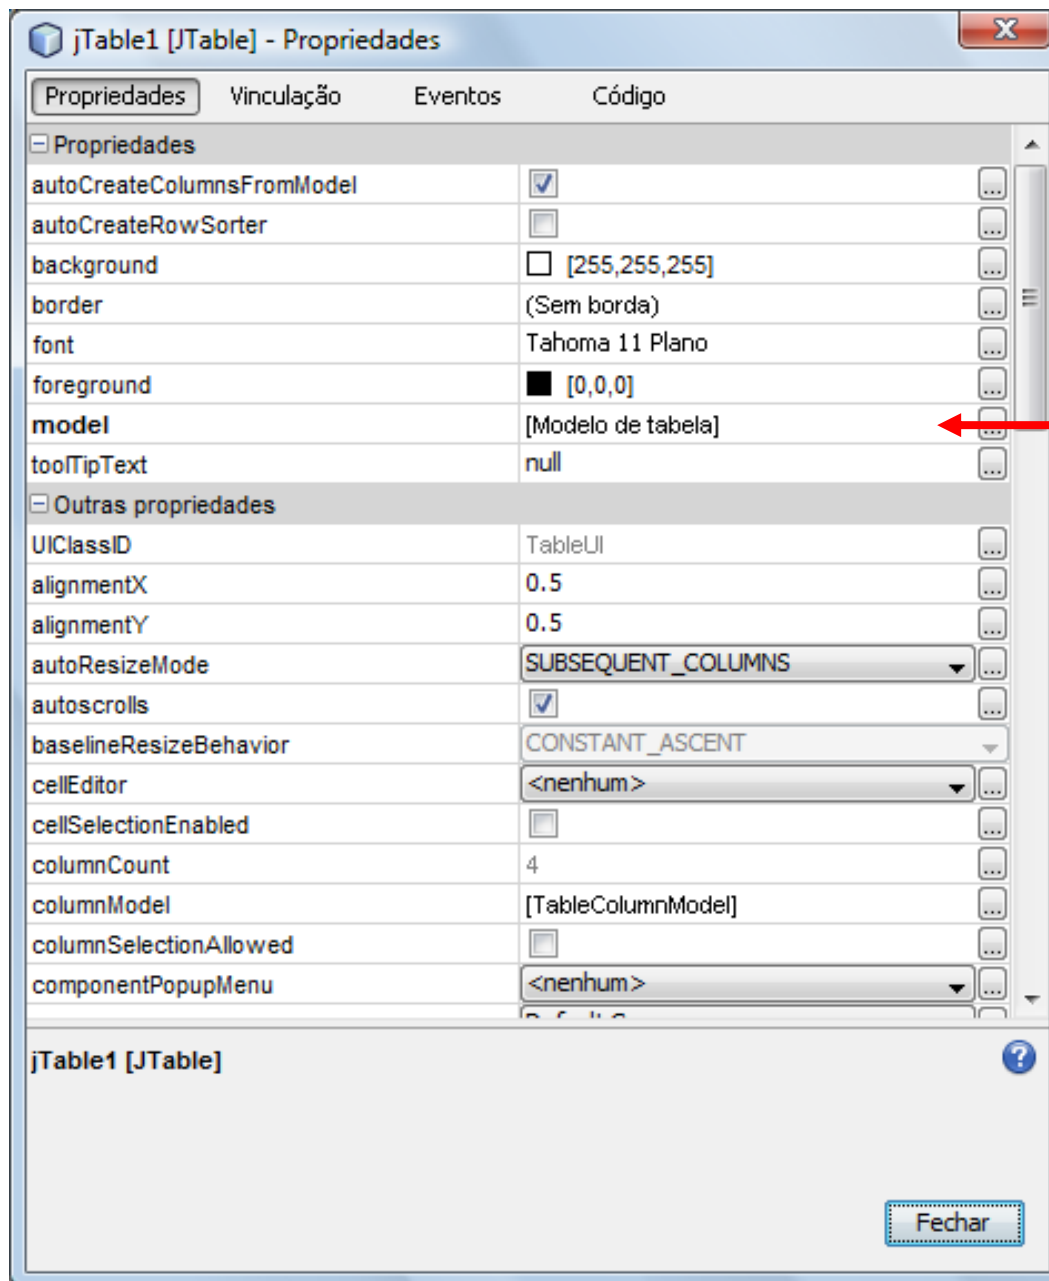 jTable1 [JTable] - Propriedades
Propriedades Vinculação Eventos Código
Propriedades
autoCreateColumnsFromModel ...
autoCreateRowSorter ...
background [255,255,255] ...
border (Sem borda) ...
font Tahoma 11 Plano ...
foreground [0,0,0] ...
model [Modelo de tabela] ...
toolTipText null ...
Outras propriedades
UIClassID TableUI ...
alignmentX 0.5 ...
alignmentY 0.5 ...
autoResizeMode SUBSEQUENT_COLUMNS ...
autoscrolls ...
baselineResizeBehavior CONSTANT_ASCENT
cellEditor <nenhum> ...
cellSelectionEnabled ...
columnCount 4 ...
columnModel [TableColumnModel] ...
columnSelectionAllowed ...
componentPopupMenu <nenhum> ...
jTable1 [JTable]
Fechar